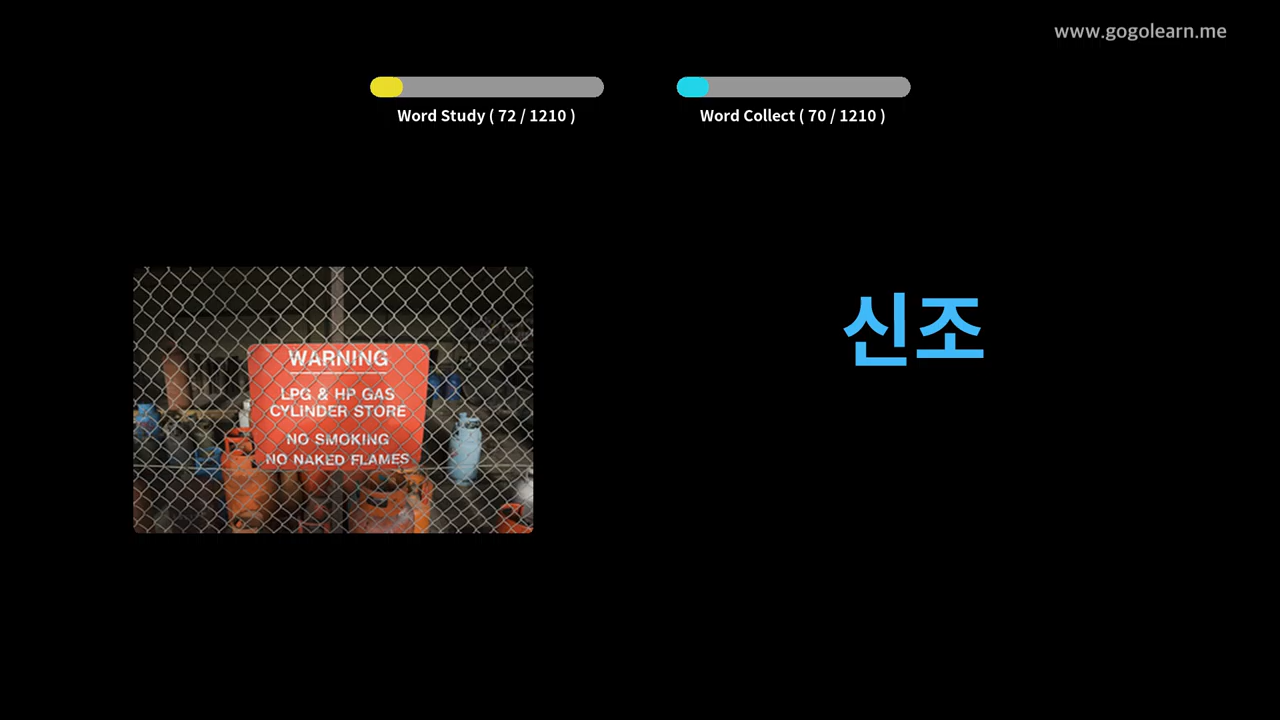 www.gogolearn.me
Word Study ( 72 / 1210 )
Word Collect ( 70 / 1210 )
WARNING
LPG & HP GAS
CYLINDER STORE
NO SMOKING
NO NAKED FLAMES
신조